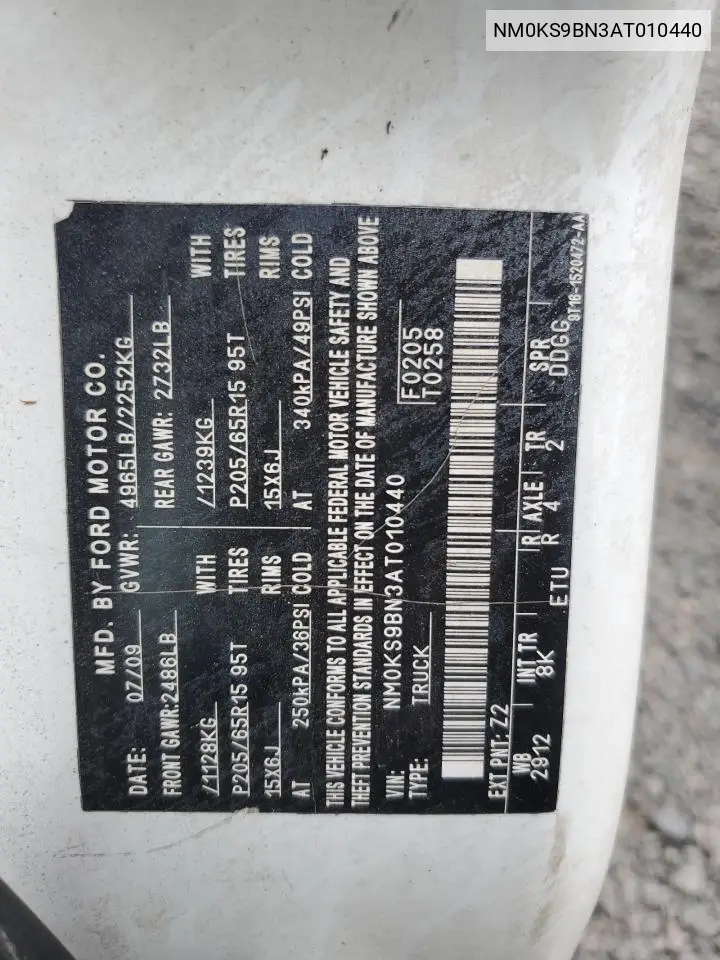 NM0KS9BN3AT010440
MFD. BY FORD MOTOR CO.
DATE: 07/09 GVWR: 4965LB/2252KG
FRONT GAWR:2486LB REAR GAWR: 2732LB
/1128KG WITH /1239KG WITH
P205/65R15 95T TIRES P205/65R15 95T TIRES
15X6J RIMS 15X6J RIMS
AT 250kPA/36PSI COLD AT 340kPA/49PSI COLD
THIS VEHICLE CONFORMS TO ALL APPLICABLE FEDERAL MOTOR VEHICLE SAFETY AND
THEFT PREVENTION STANDARDS IN EFFECT ON THE DATE OF MANUFACTURE SHOWN ABOVE
VIN: NM0KS9BN3AT010440 F0205
TYPE: TRUCK T0258
EXT PNT: Z2
WB INT TR R AXLE TR SPR
2912 8K R 4 2 DDGG
ETU 9T16-1520472-AA